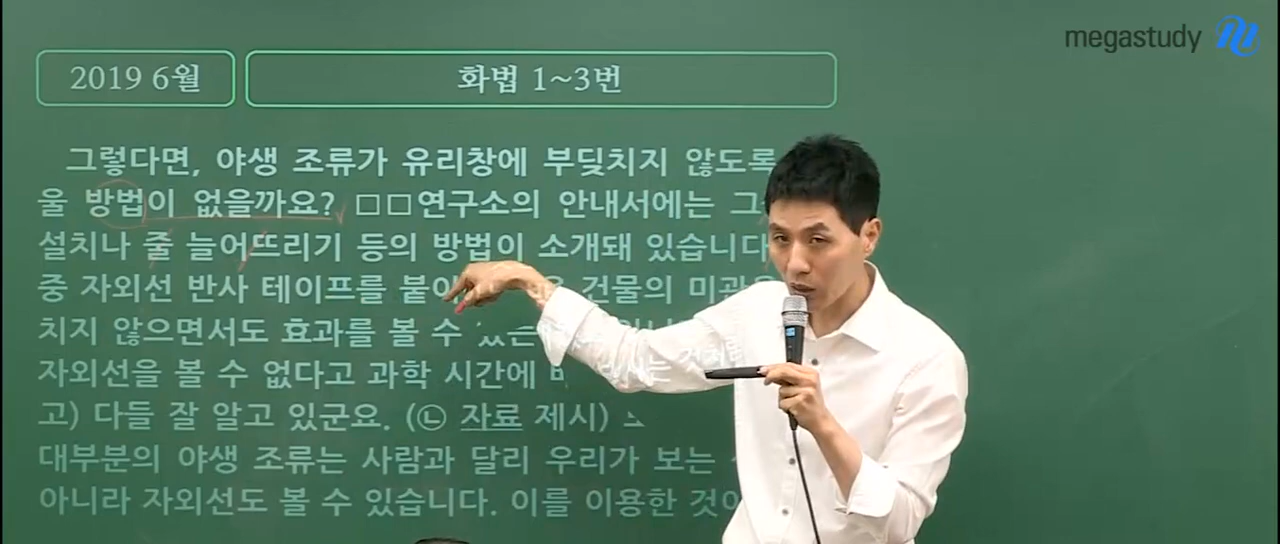 megastudy
2019 6월
화법 1~3번
그렇다면, 야생 조류가 유리창에 부딪치지 않도록
울 방법이 없을까요? □□연구소의 안내서에는
설치나 줄 늘어뜨리기 등의 방법이 소개돼 있습니다
중 자외선 반사 테이프를 건물의
치지 않으면서도 효과를 볼 수
자외선을 볼 수 없다고 과학 시간에
고) 다들 잘 알고 있군요. (㉡ 자료 제시)
대부분의 야생 조류는 사람과 달리 우리가 보는
아니라 자외선도 볼 수 있습니다. 이를 이용한